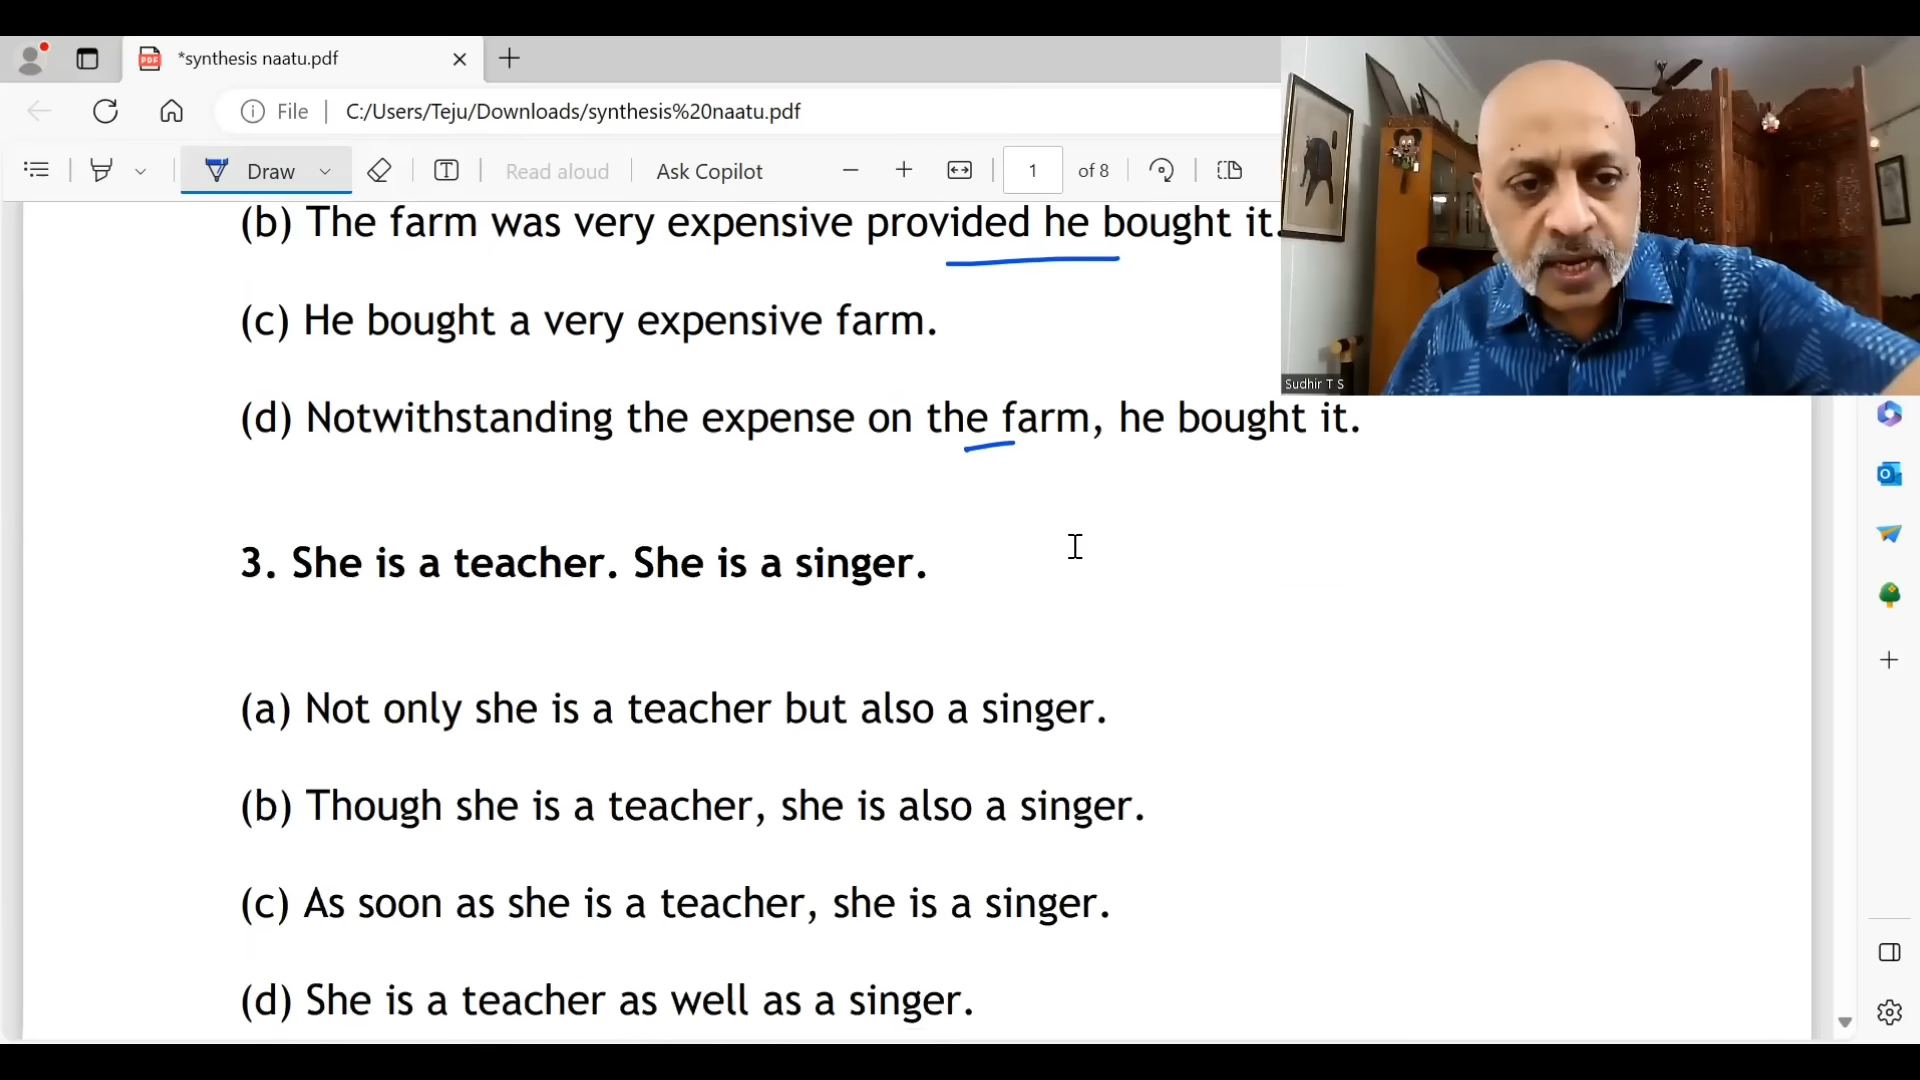 *synthesis naatu.pdf
File | C:/Users/Teju/Downloads/synthesis%20naatu.pdf
Draw
Read aloud
Ask Copilot
1 of 8
(b) The farm was very expensive provided he bought it.
(c) He bought a very expensive farm.
Sudhir T S
(d) Notwithstanding the expense on the farm, he bought it.
3. She is a teacher. She is a singer.
(a) Not only she is a teacher but also a singer.
(b) Though she is a teacher, she is also a singer.
(c) As soon as she is a teacher, she is a singer.
(d) She is a teacher as well as a singer.